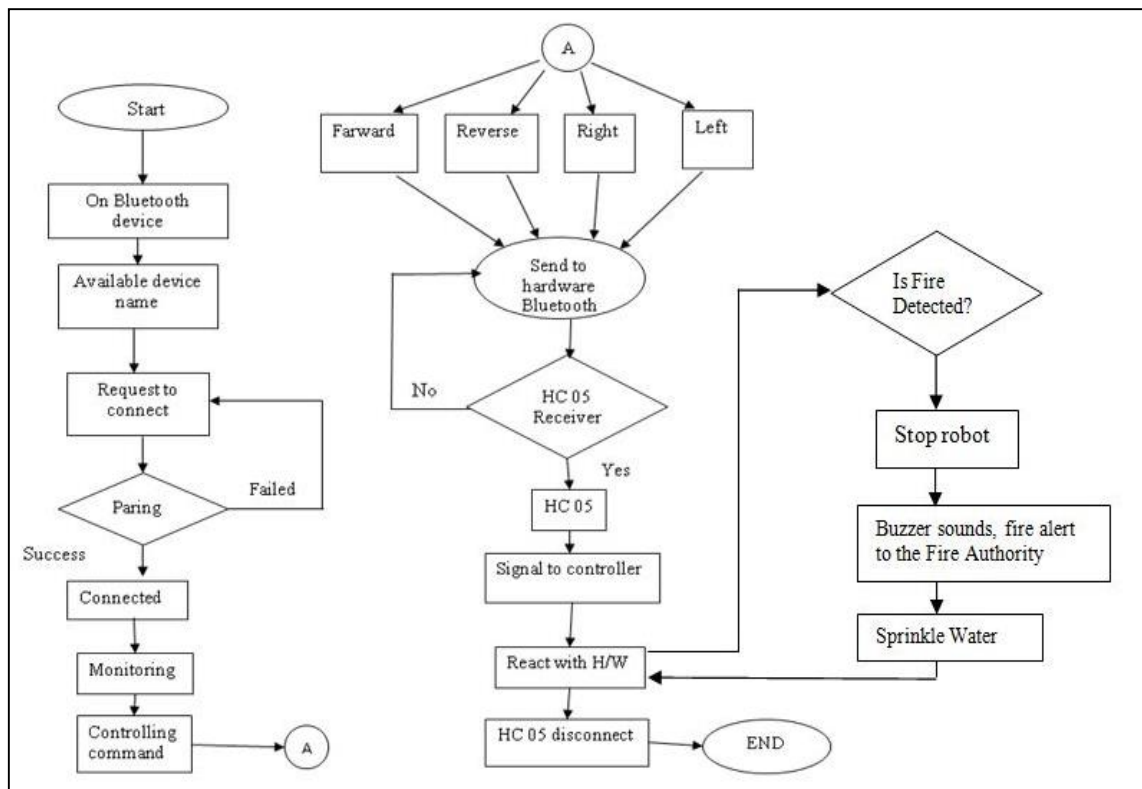 Start
On Bluetooth
device
Available device
name
Request to
connect
Failed
Paring
Success
Connected
Monitoring
Controlling
command
A
A
Farward
Reverse
Right
Left
Send to
hardware
Bluetooth
No
HC 05
Receiver
Yes
HC 05
Signal to controller
React with H/W
HC 05 disconnect
END
Is Fire
Detected?
Stop robot
Buzzer sounds, fire alert
to the Fire Authority
Sprinkle Water